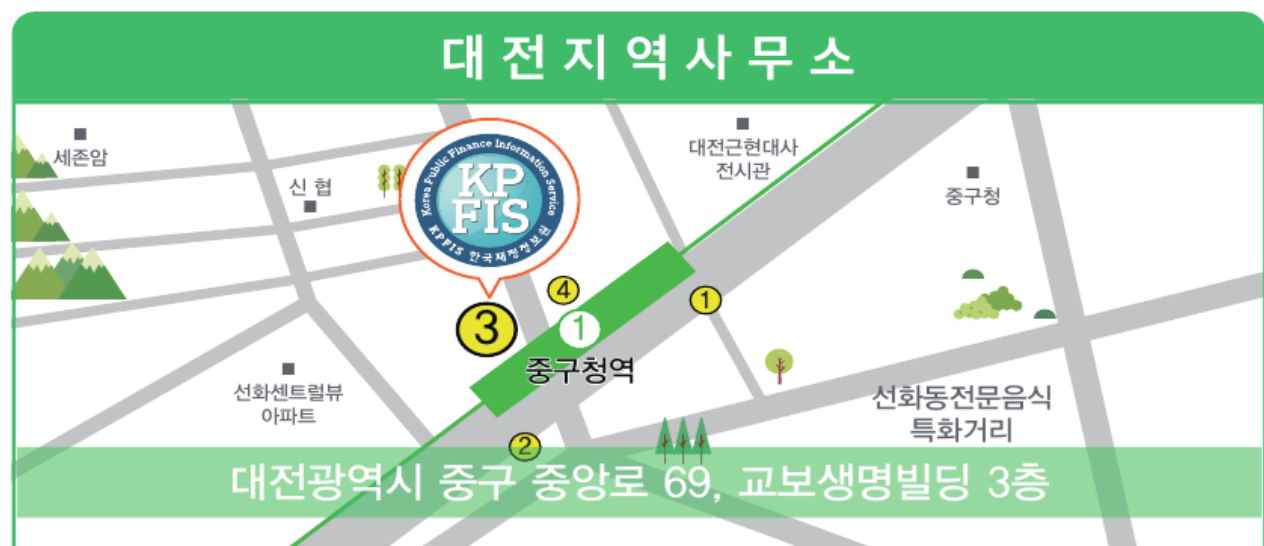 대전지역사무소
세존암
신 협
Korea Public Finance Information Service
KP
FIS
KPFIS 한국재정정보원
대전근현대사
전시관
중구청
4
1
3
1
중구청역
선화센트럴뷰
아파트
선화동전문음식
특화거리
2
대전광역시 중구 중앙로 69, 교보생명빌딩 3층